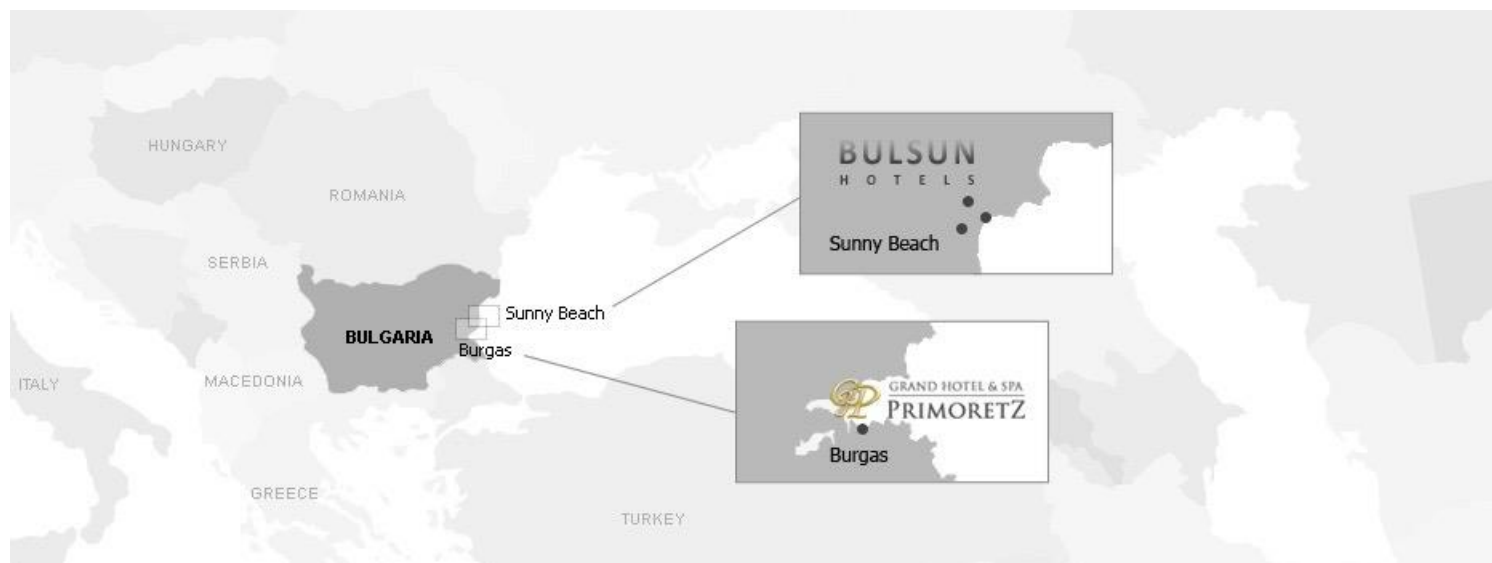 HUNGARY
ROMANIA
SERBIA
BULGARIA
Sunny Beach
Burgas
ITALY
MACEDONIA
GREECE
TURKEY
BULSUN
HOTELS
Sunny Beach
GRAND HOTEL & SPA
PRIMORETZ
Burgas